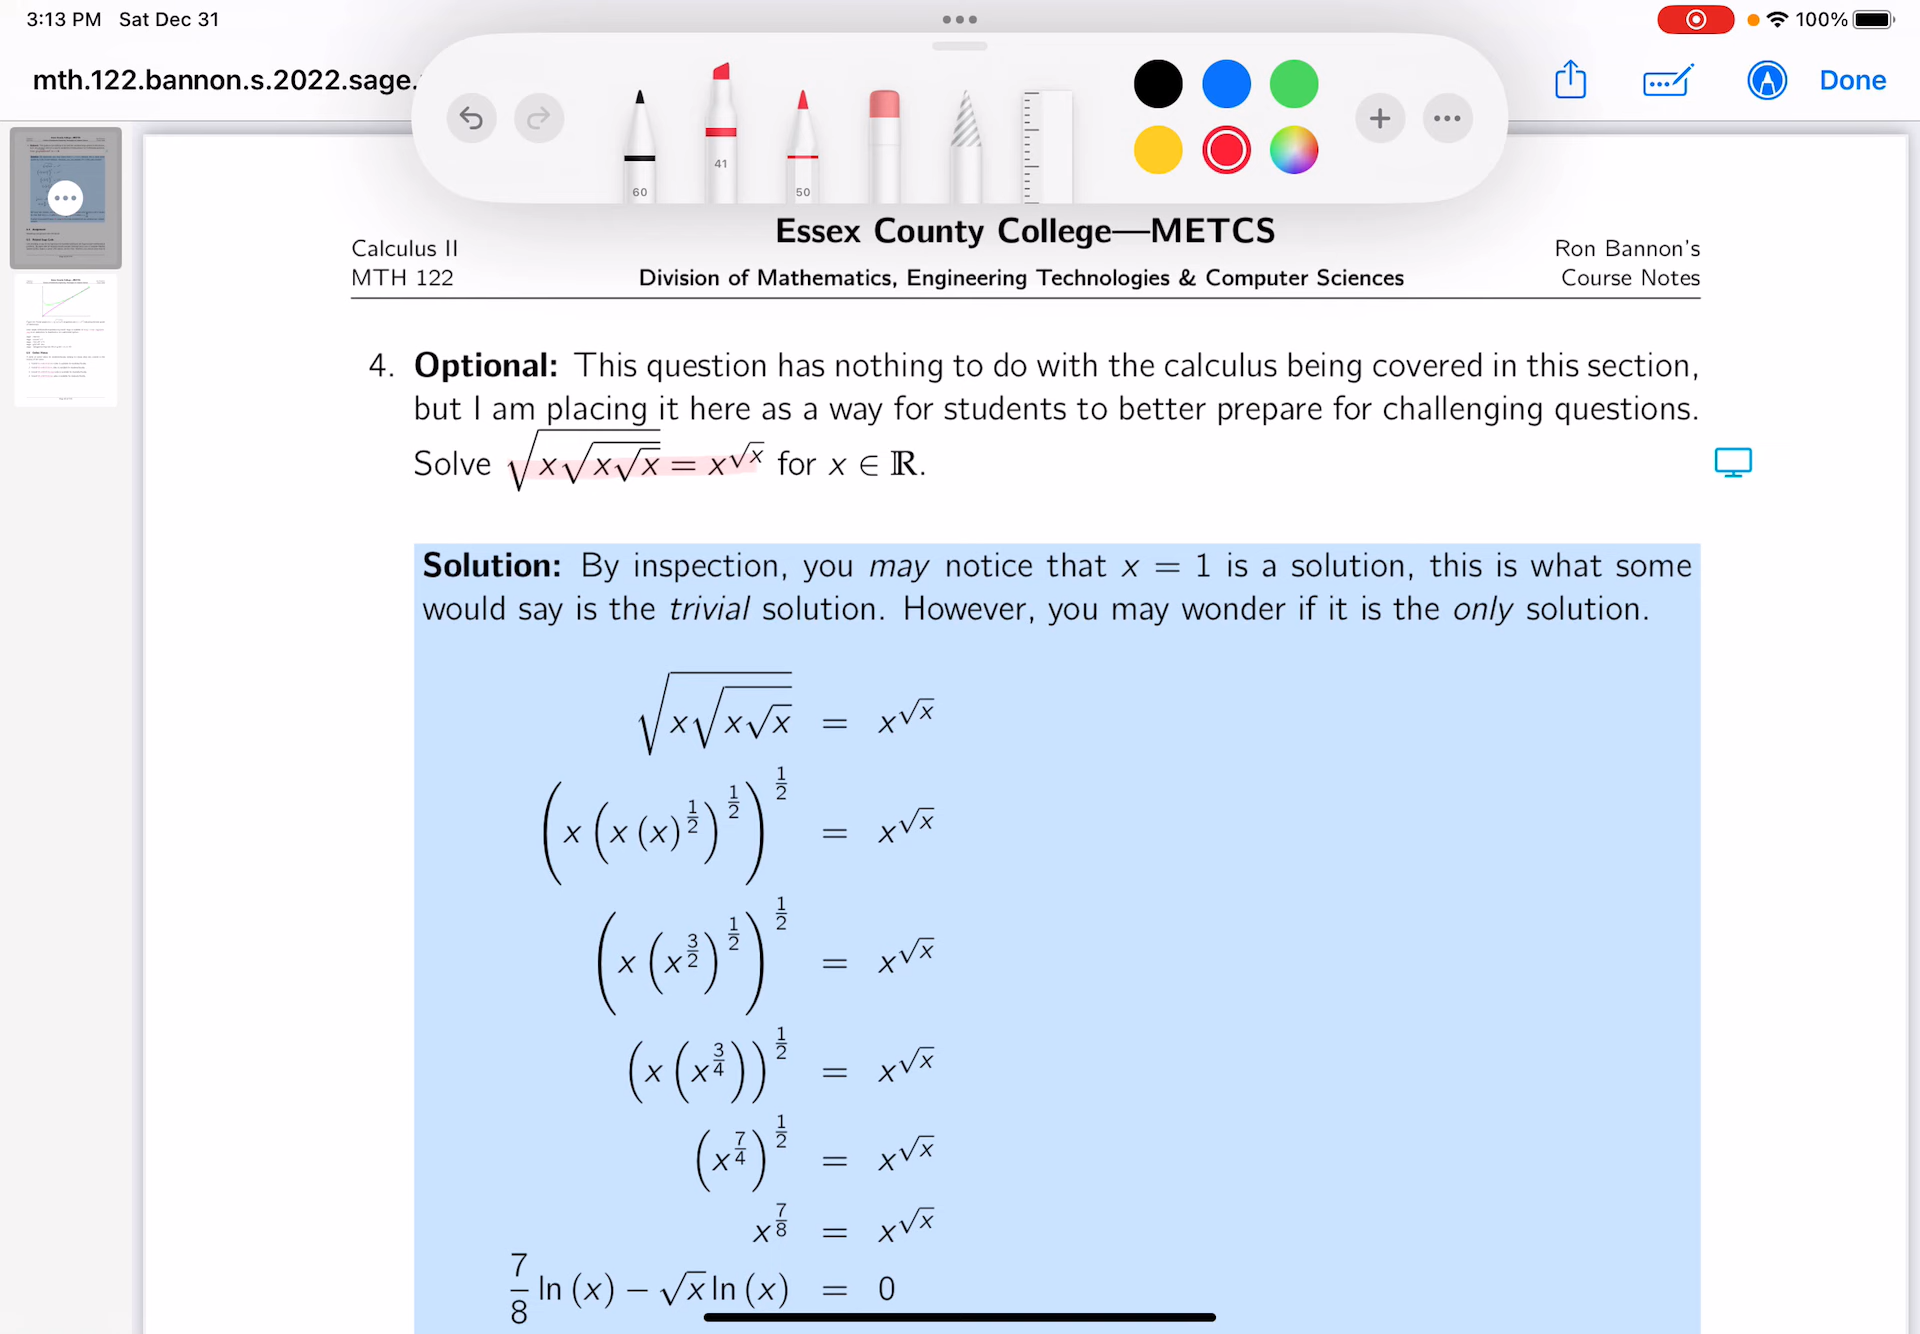 3:13 PM Sat Dec 31
100%
mth.122.bannon.s.2022.sage.
Done
60
41
50
Essex County College—METCS
Calculus II
Ron Bannon's
MTH 122
Division of Mathematics, Engineering Technologies & Computer Sciences
Course Notes
4. Optional: This question has nothing to do with the calculus being covered in this section,
but I am placing it here as a way for students to better prepare for challenging questions.
Solve √(x√(x√x)) = x^√x for x ∈ ℝ.
Solution: By inspection, you may notice that x = 1 is a solution, this is what some
would say is the trivial solution. However, you may wonder if it is the only solution.
√(x√(x√x)) = x^√x
(x(x(x)^(1/2))^(1/2))^(1/2) = x^√x
(x(x^(3/2))^(1/2))^(1/2) = x^√x
(x(x^(3/4)))^(1/2) = x^√x
(x^(7/4))^(1/2) = x^√x
x^(7/8) = x^√x
7/8 ln (x) − √x ln (x) = 0